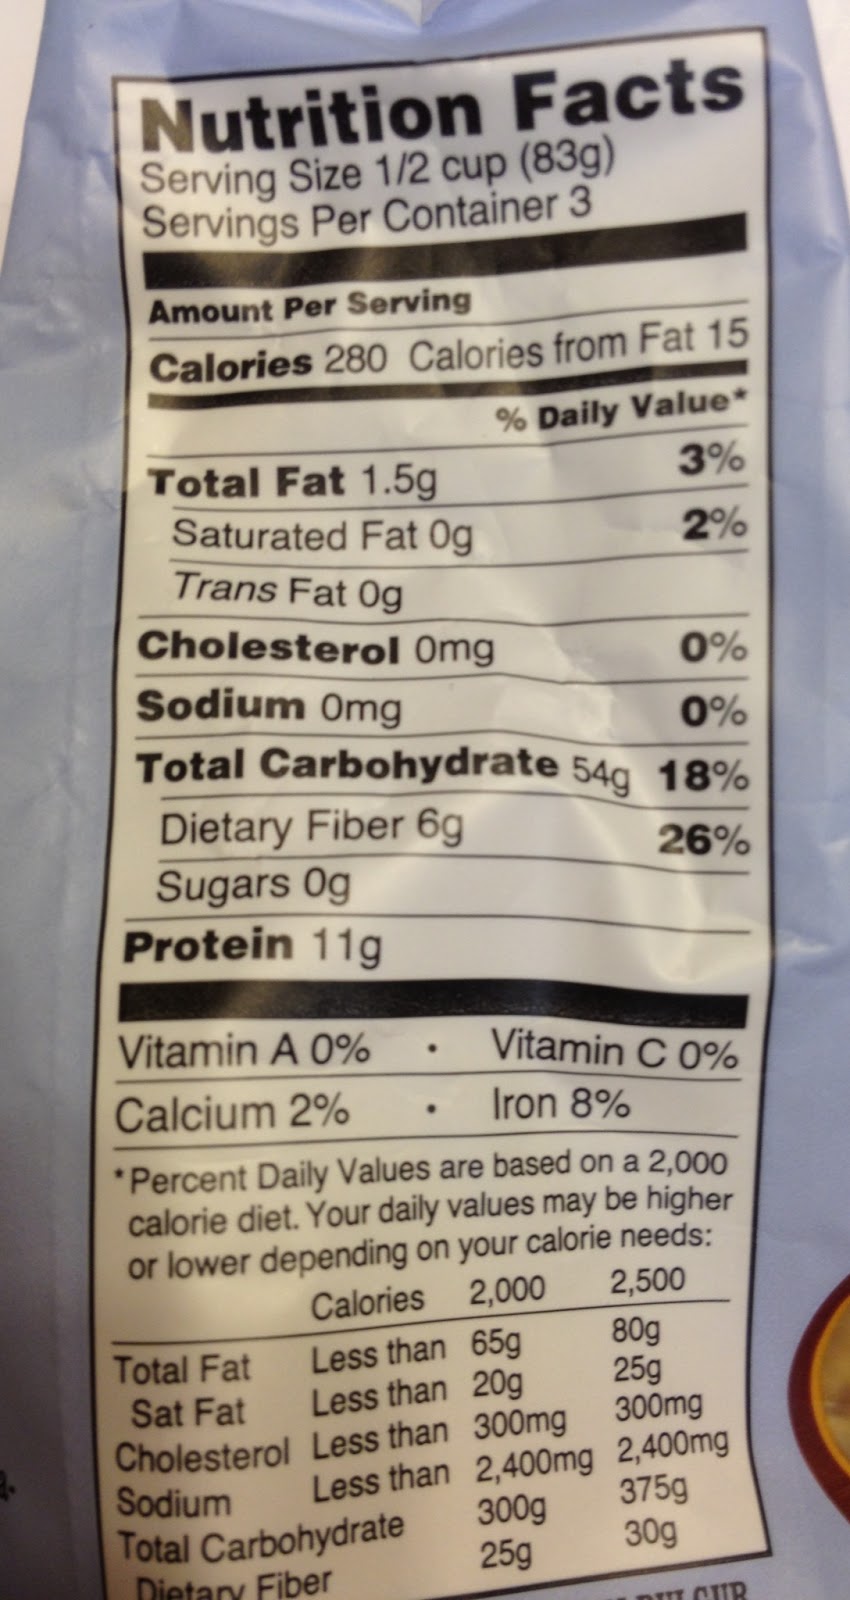 Nutrition Facts
Serving Size 1/2 cup (83g)
Servings Per Container 3
Amount Per Serving
Calories 280 Calories from Fat 15
% Daily Value*
Total Fat 1.5g 3%
Saturated Fat 0g 2%
Trans Fat 0g
Cholesterol 0mg 0%
Sodium 0mg 0%
Total Carbohydrate 54g 18%
Dietary Fiber 6g 26%
Sugars 0g
Protein 11g
Vitamin A 0% • Vitamin C 0%
Calcium 2% • Iron 8%
*Percent Daily Values are based on a 2,000
calorie diet. Your daily values may be higher
or lower depending on your calorie needs:
Calories 2,000 2,500
Total Fat Less than 65g 80g
Sat Fat Less than 20g 25g
Cholesterol Less than 300mg 300mg
Sodium Less than 2,400mg 2,400mg
Total Carbohydrate 300g 375g
Dietary Fiber 25g 30g